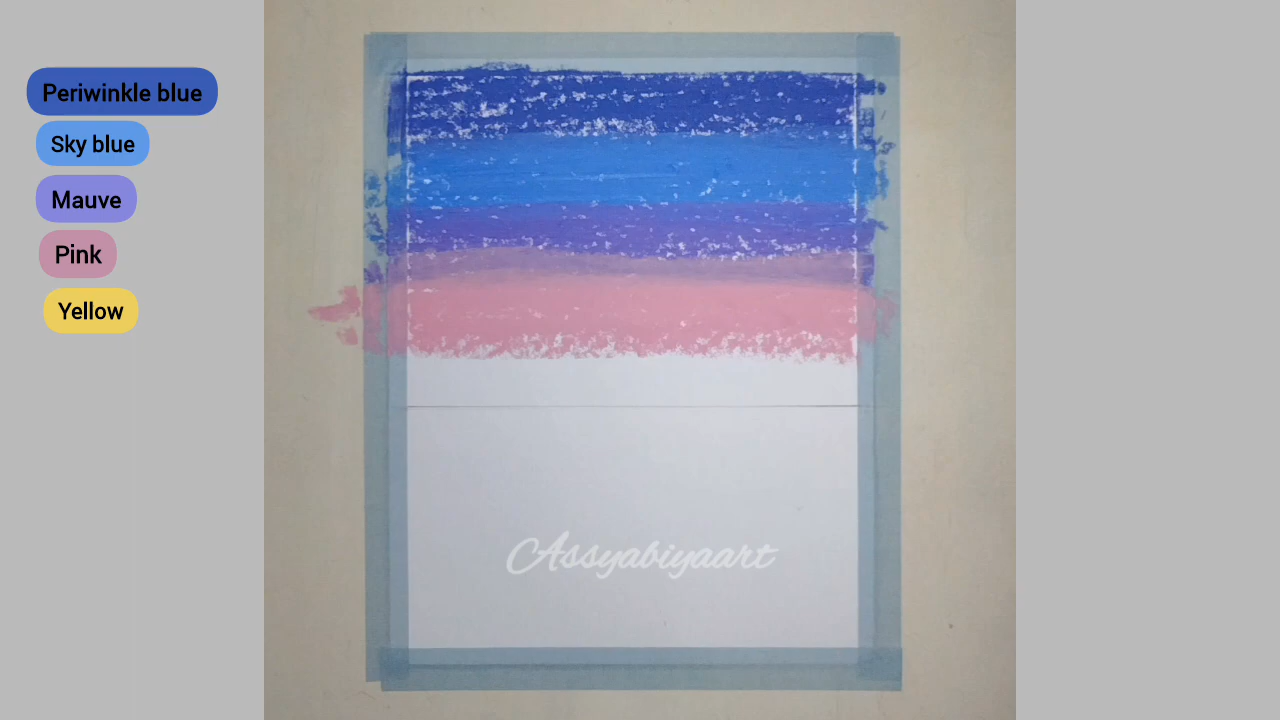 Periwinkle blue
Sky blue
Mauve
Pink
Yellow
Assyabiyaart